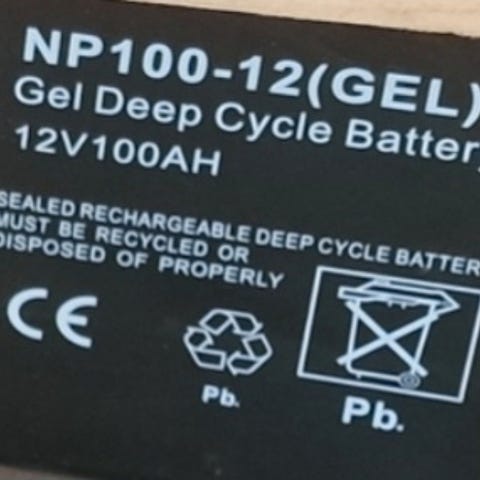 NP100-12(GEL)
Gel Deep Cycle Battery
12V100AH
SEALED RECHARGEABLE DEEP CYCLE BATTER
MUST BE RECYCLED OR
DISPOSED OF PROPERLY
CE
Pb.
Pb.